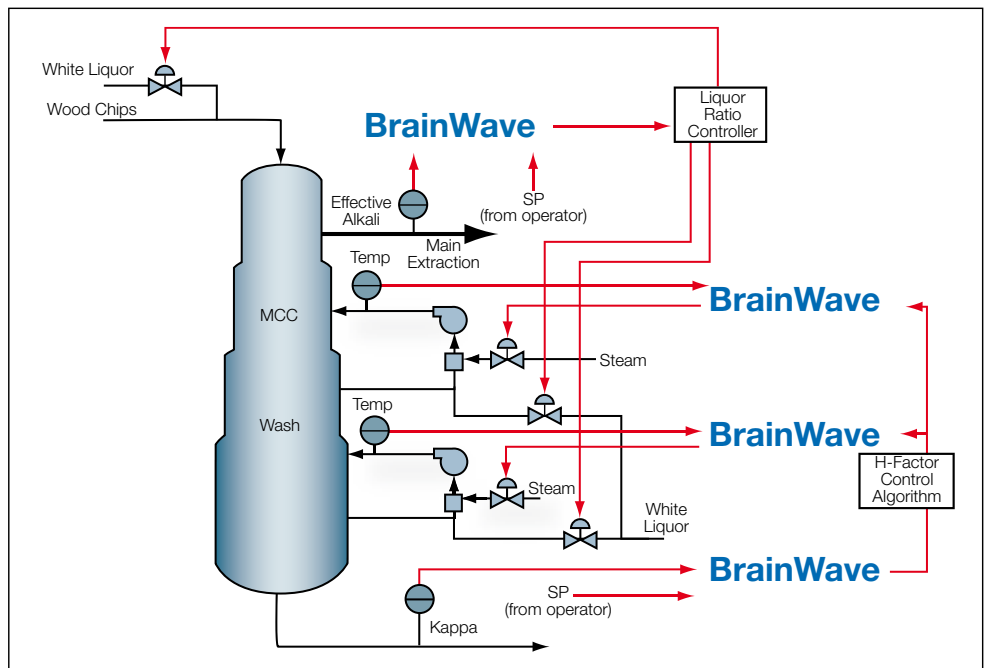 White Liquor
Wood Chips
BrainWave
Liquor
Ratio
Controller
Effective
Alkali
SP
(from operator)
Main
Extraction
Temp
BrainWave
MCC
Steam
Temp
Wash
BrainWave
H-Factor
Control
Algorithm
Steam
White
Liquor
BrainWave
SP
(from operator)
Kappa